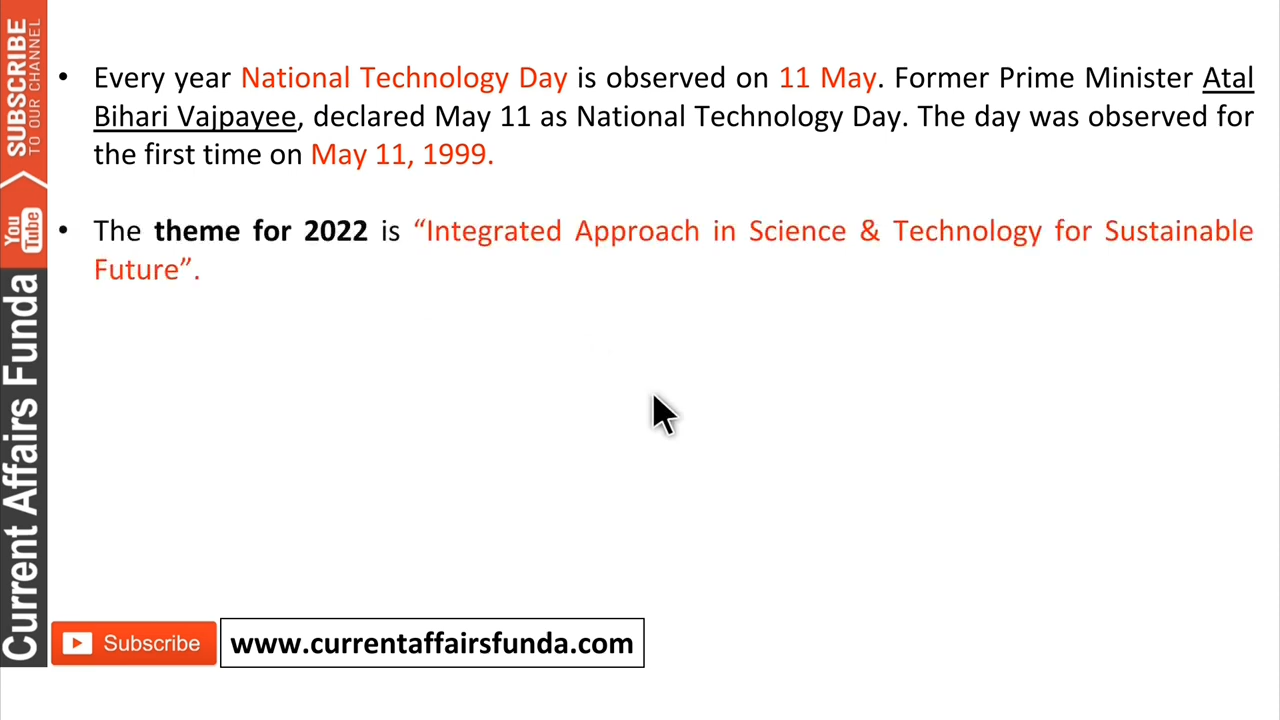 • Every year National Technology Day is observed on 11 May. Former Prime Minister Atal
Bihari Vajpayee, declared May 11 as National Technology Day. The day was observed for
the first time on May 11, 1999.
• The theme for 2022 is “Integrated Approach in Science & Technology for Sustainable
Future”.
SUBSCRIBE
TO OUR CHANNEL
You
Tube
Current Affairs Funda
Subscribe
www.currentaffairsfunda.com